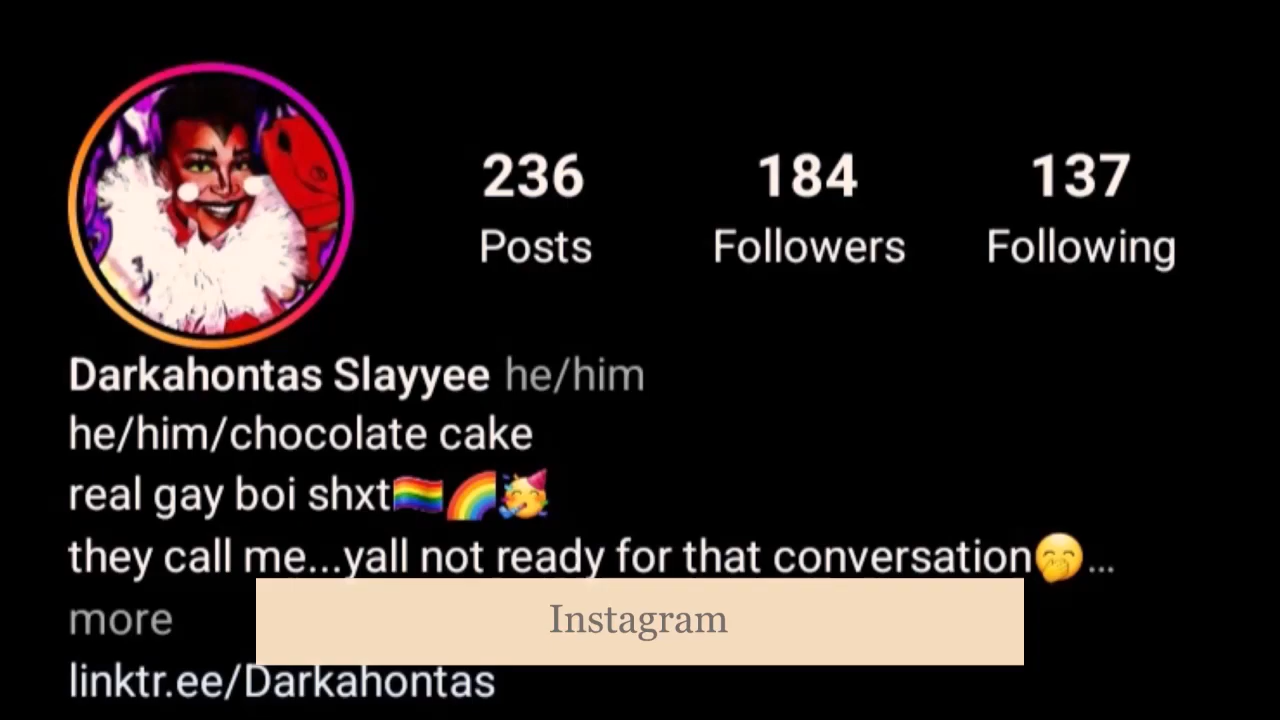 236 184 137
Posts Followers Following
Darkahontas Slayyee he/him
he/him/chocolate cake
real gay boi shxt🏳️‍🌈🌈🥳
they call me...yall not ready for that conversation🤭...
more
Instagram
linktr.ee/Darkahontas